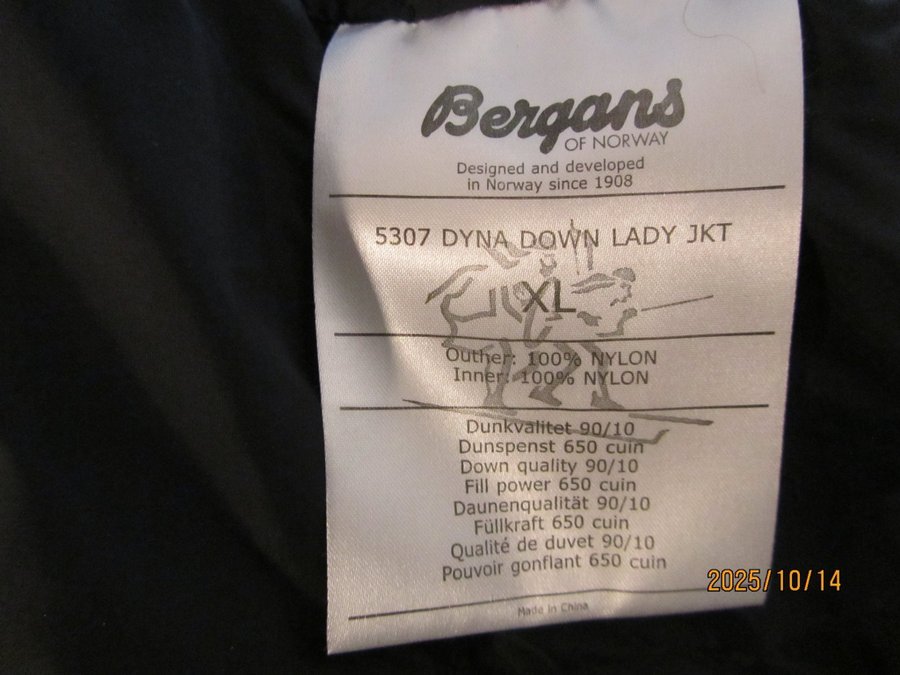 Bergans
OF NORWAY
Designed and developed
in Norway since 1908
5307 DYNA DOWN LADY JKT
XL
Outher: 100% NYLON
Inner: 100% NYLON
Dunkvalitet 90/10
Dunspenst 650 cuin
Down quality 90/10
Fill power 650 cuin
Daunenqualität 90/10
Füllkraft 650 cuin
Qualité de duvet 90/10
Pouvoir gonflant 650 cuin
Made in China
2025/10/14